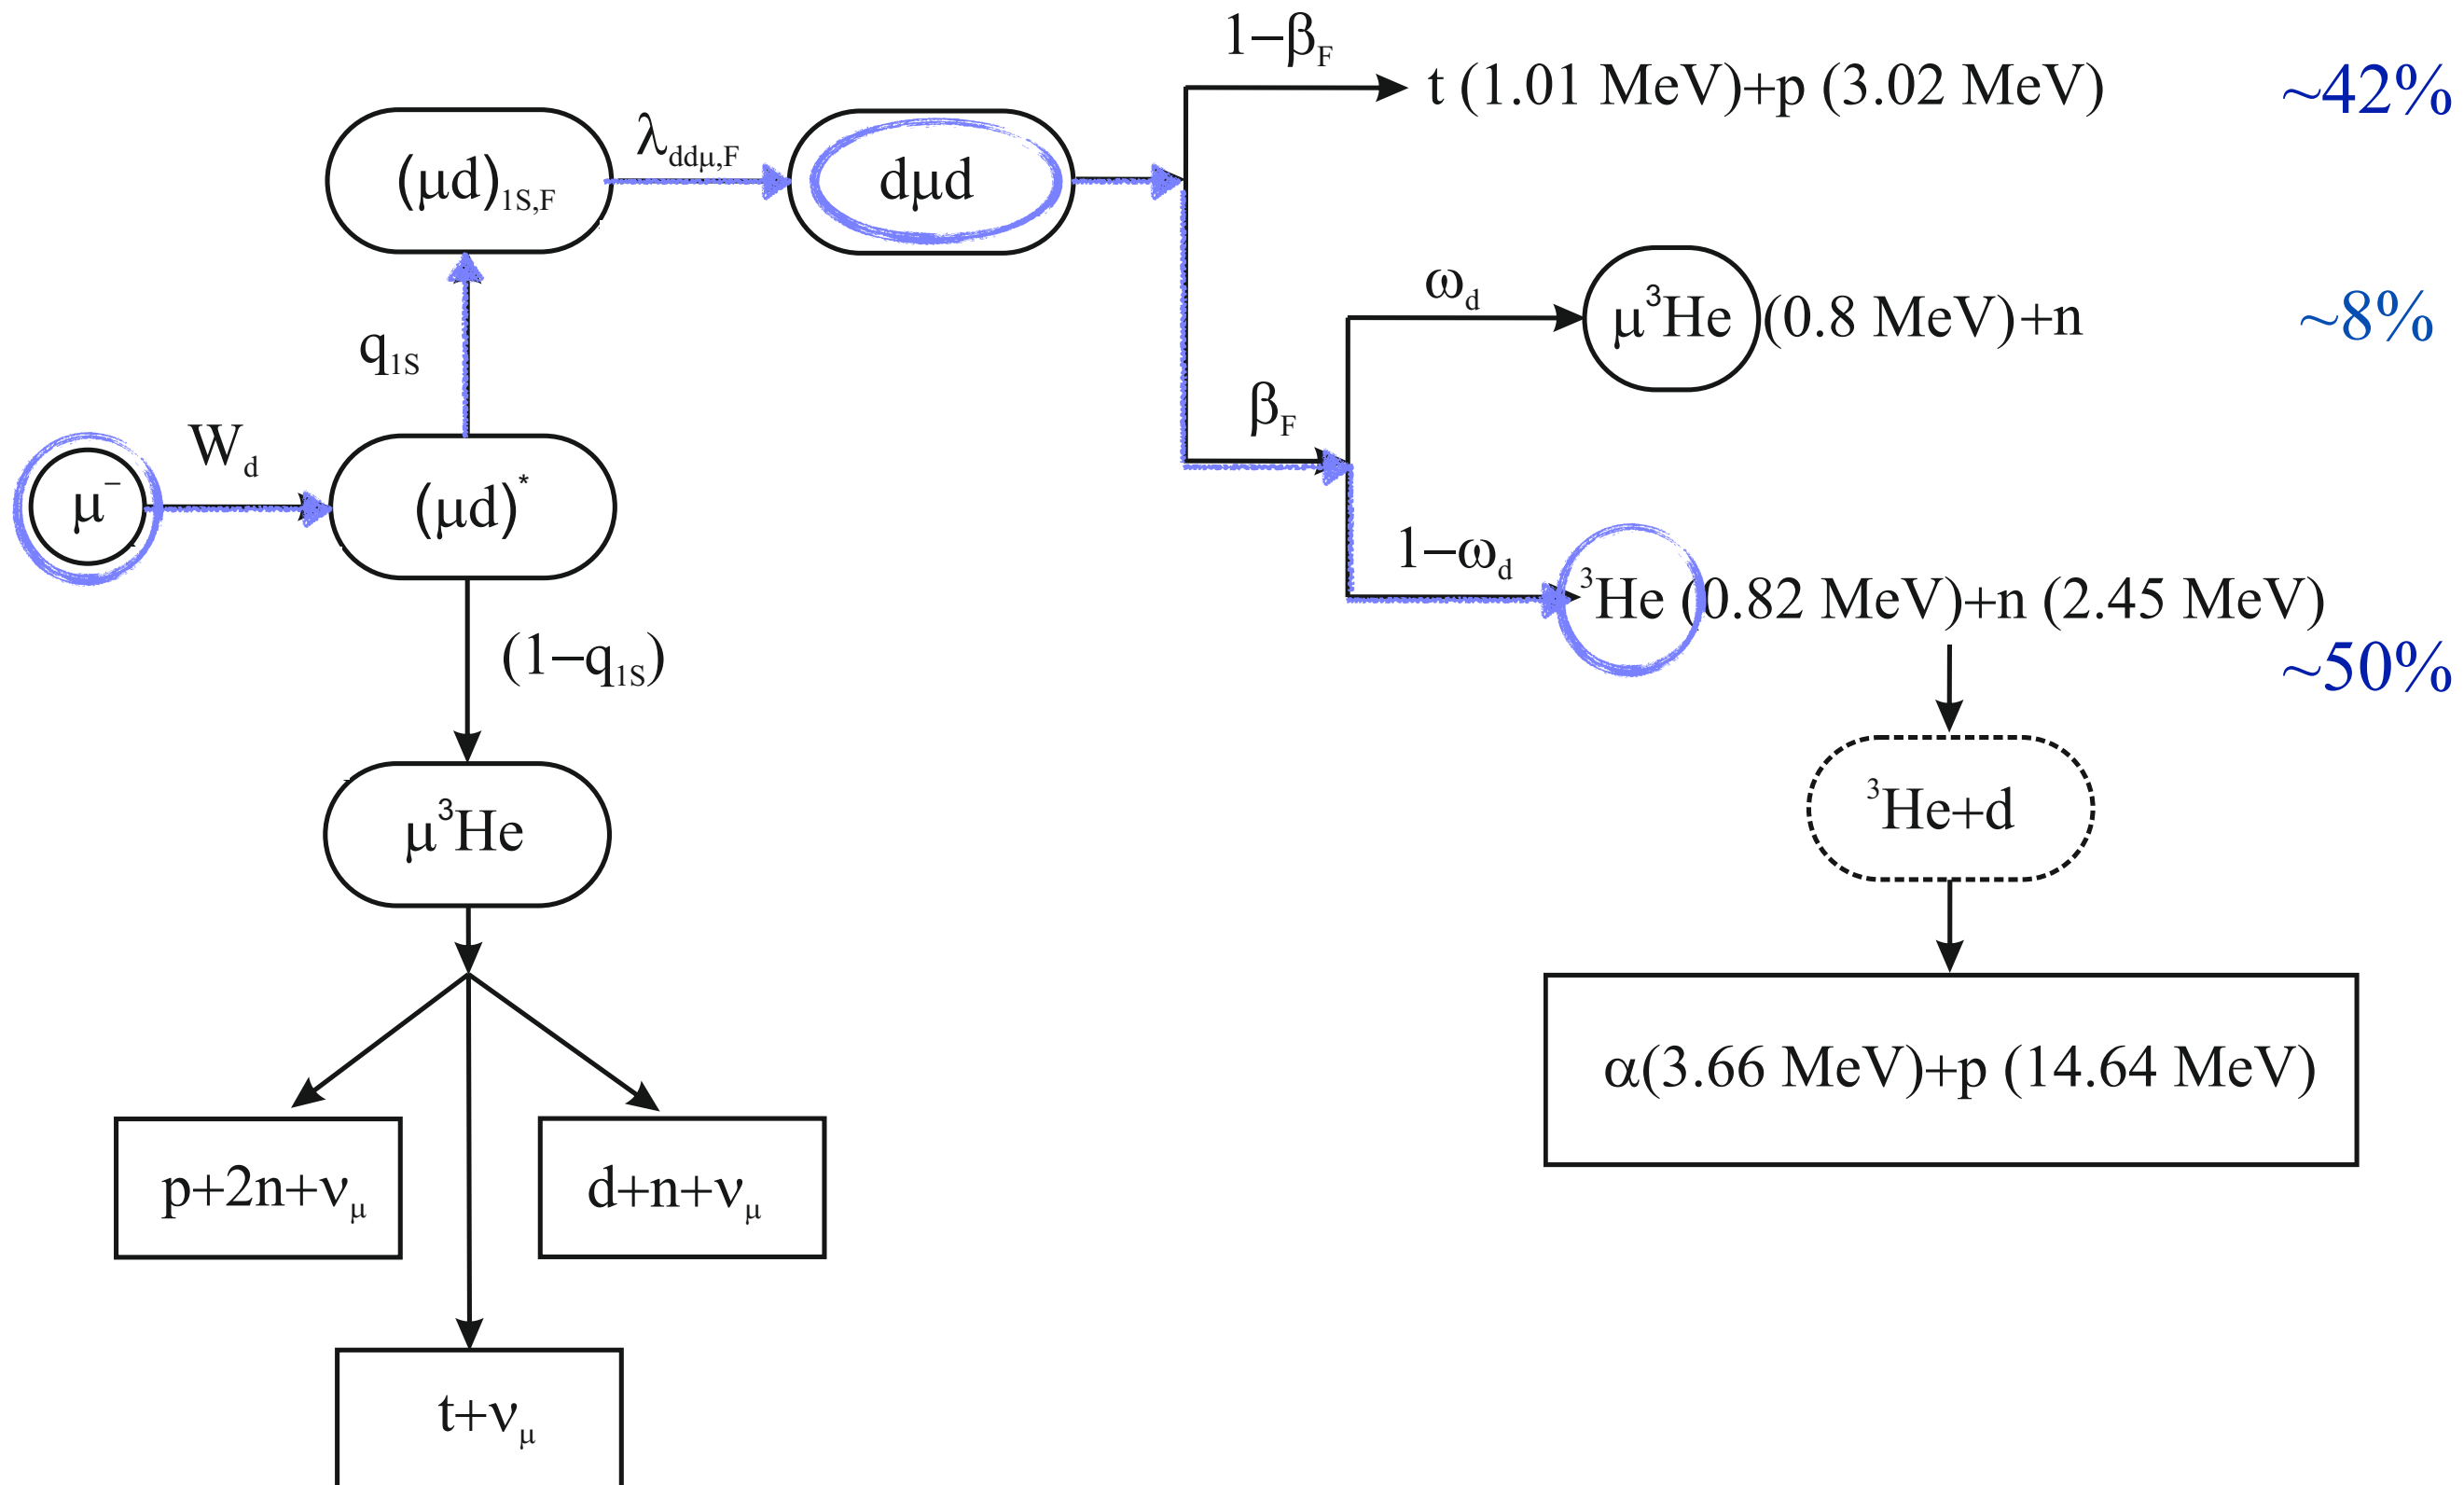 1−β_F
t (1.01 MeV)+p (3.02 MeV)
~42%
(μd)_1S,F
λ_ddμ,F
dμd
ω_d
μ³He (0.8 MeV)+n
~8%
q_1S
β_F
W_d
μ⁻
(μd)*
1−ω_d
³He (0.82 MeV)+n (2.45 MeV)
~50%
(1−q_1S)
μ³He
³He+d
α(3.66 MeV)+p (14.64 MeV)
p+2n+ν_μ
d+n+ν_μ
t+ν_μ